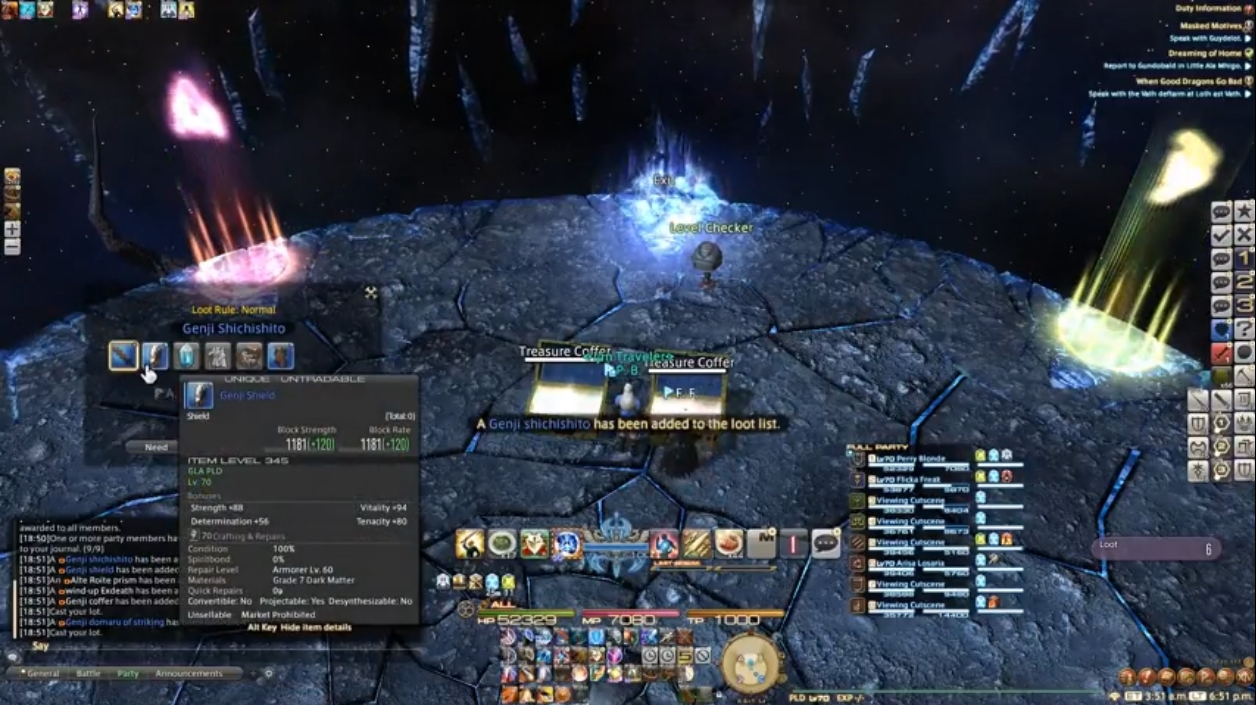 Duty Information
Masked Motives
Speak with Guydelot.
Dreaming of Home
Report to Gundobald in Little Ala Mhigo.
When Good Dragons Go Bad
Speak with the Vath deftarm at Loth ast Vath.
Exit
Level Checker
Loot Rule: Normal
Genji Shichishito
Need
UNIQUE UNTRADABLE
Genji Shield
Shield
(Total: 0)
Block Strength Block Rate
1181(+120) 1181(+120)
ITEM LEVEL 345
GLA PLD
Lv. 70
Bonuses
Strength +88 Vitality +94
Determination +56 Tenacity +80
70 Crafting & Repairs
Condition 100%
Spiritbond 0%
Repair Level Armorer Lv. 60
Materials Grade 7 Dark Matter
Quick Repairs
Convertible: No Projectable: Yes Desynthesizable: No
Unsellable Market Prohibited
Alt Key Hide item details
Treasure Coffer
Treasure Coffer
A Genji shichishito has been added to the loot list.
FULL PARTY
Lv70 Perry Blonde
Lv70 Flicka Freak
Viewing Cutscene
Viewing Cutscene
Viewing Cutscene
Lv70 Arisa Losaria
Viewing Cutscene
Viewing Cutscene
Loot 6
awarded to all members.
[18:50]One or more party members
to your journal. (9/9)
[18:51]A Genji shichishito has been a
[18:51]A Genji shield has been added
[18:51]An Alte Roite prism has been
[18:51]A wind-up Exdeath has been a
[18:51]A Genji coffer has been added
[18:51]Cast your lot.
[18:51]A Genji domaru of striking has
[18:51]Cast your lot.
Say
General Battle Party Announcements
HP 52329 MP 7080 TP 1000
PLD Lv70 EXP
ET 3:51 a.m. LT 6:51 p.m.